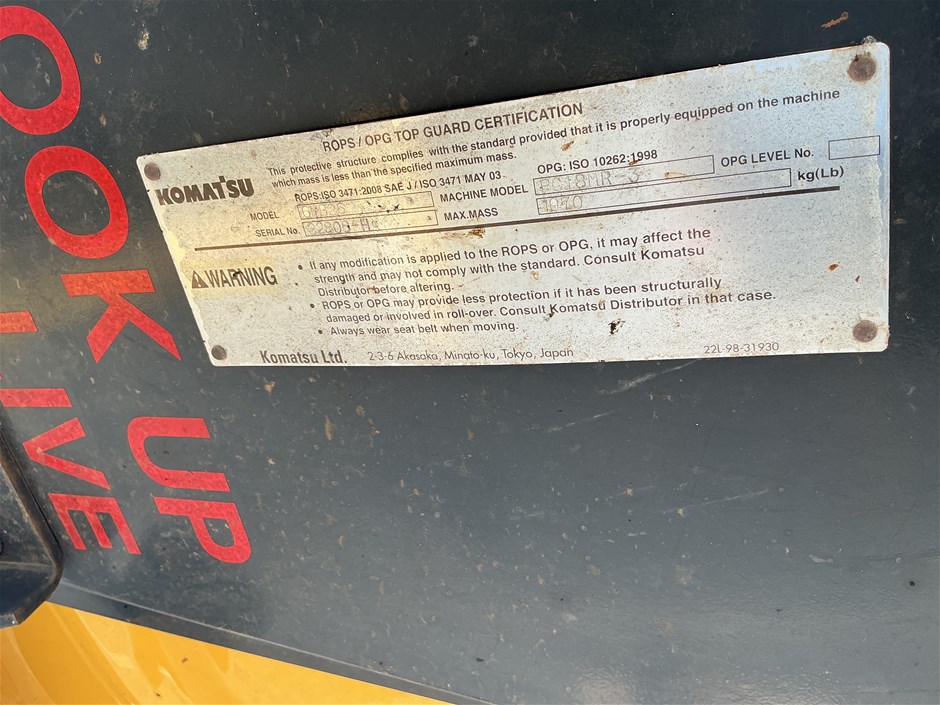 OOK UP
LIVE
ROPS / OPG TOP GUARD CERTIFICATION
This protective structure complies with the standard provided that it is properly equipped on the machine
which mass is less than the specified maximum mass.
KOMATSU
ROPS:ISO 3471:2008 SAE J / ISO 3471 MAY 03
OPG: ISO 10262:1998
OPG LEVEL No.
MODEL
MACHINE MODEL PC18MR-3
SERIAL No.
MAX.MASS 1070 kg(Lb)
WARNING
• If any modification is applied to the ROPS or OPG, it may affect the
strength and may not comply with the standard. Consult Komatsu
Distributor before altering.
• ROPS or OPG may provide less protection if it has been structurally
damaged or involved in roll-over. Consult Komatsu Distributor in that case.
• Always wear seat belt when moving.
Komatsu Ltd. 2-3-6 Akasaka, Minato-ku, Tokyo, Japan 22L-98-31930